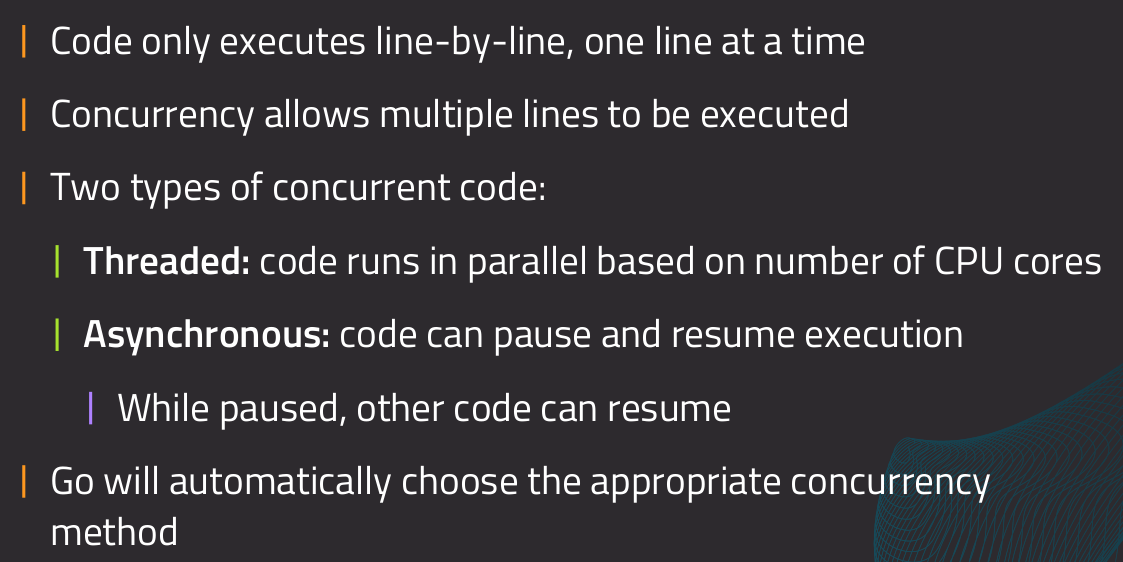 Code only executes line-by-line, one line at a time
Concurrency allows multiple lines to be executed
Two types of concurrent code:
Threaded: code runs in parallel based on number of CPU cores
Asynchronous: code can pause and resume execution
While paused, other code can resume
Go will automatically choose the appropriate concurrency
method